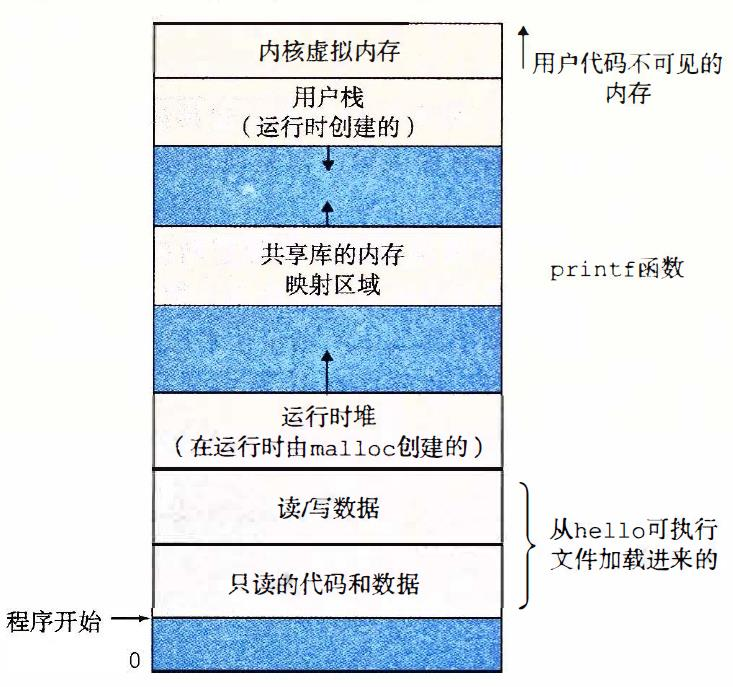 内核虚拟内存
用户代码不可见的
内存
用户栈
(运行时创建的)
共享库的内存
映射区域
printf函数
运行时堆
(在运行时由malloc创建的)
读/写数据
从hello可执行
文件加载进来的
只读的代码和数据
程序开始
0